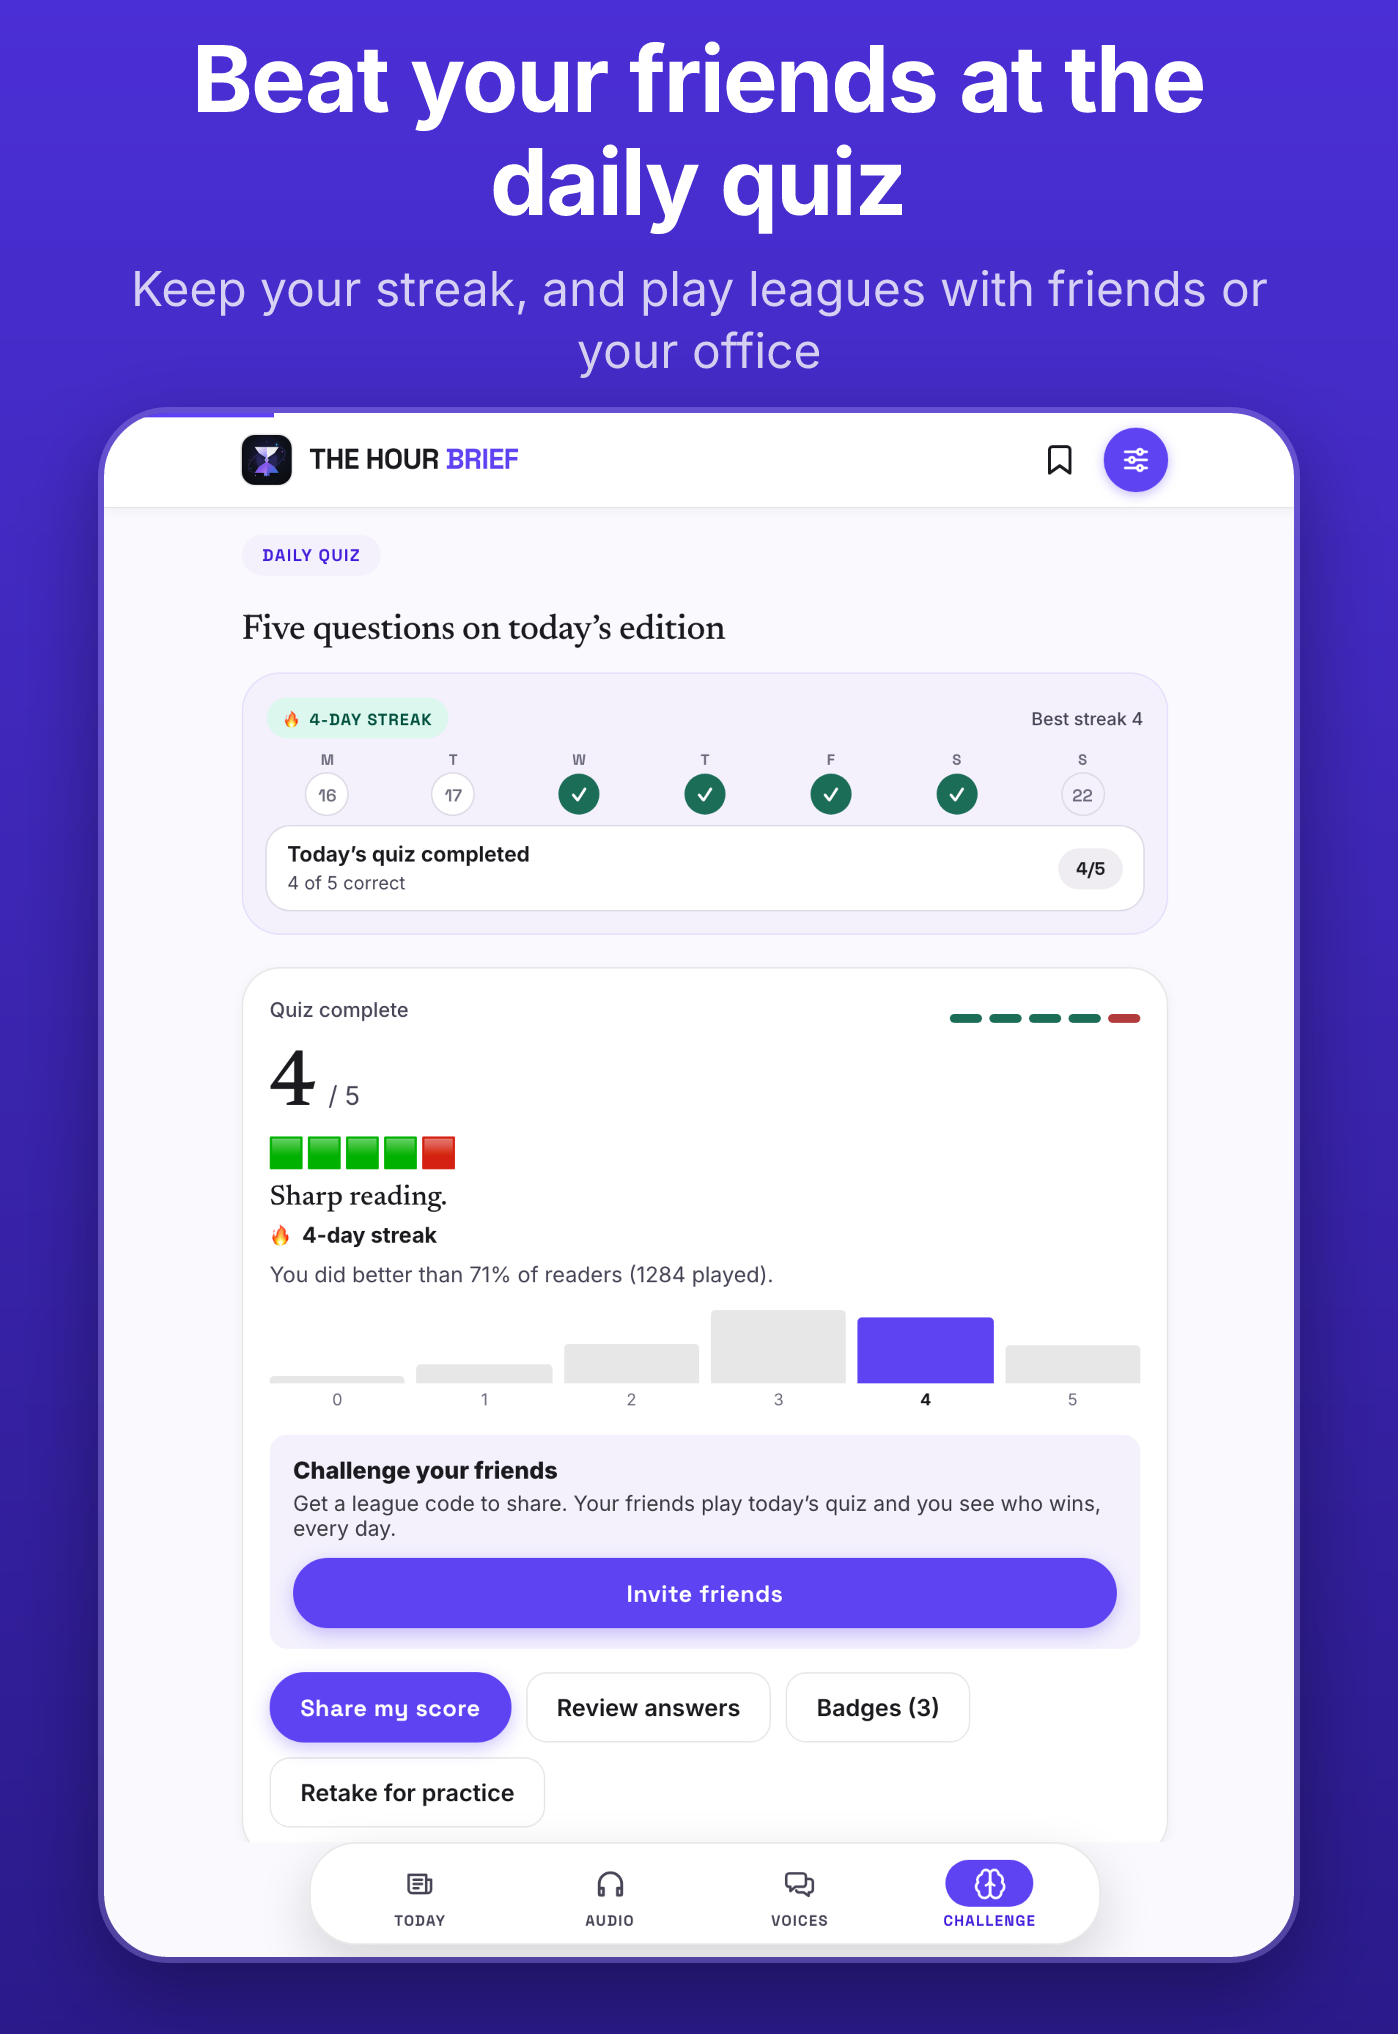 Beat your friends at the
daily quiz
Keep your streak, and play leagues with friends or
your office
THE HOUR BRIEF
DAILY QUIZ
Five questions on today’s edition
🔥 4-DAY STREAK
Best streak 4
M T W T F S S
16 17 22
Today’s quiz completed
4 of 5 correct
4/5
Quiz complete
4 / 5
Sharp reading.
🔥 4-day streak
You did better than 71% of readers (1284 played).
0 1 2 3 4 5
Challenge your friends
Get a league code to share. Your friends play today’s quiz and you see who wins,
every day.
Invite friends
Share my score
Review answers
Badges (3)
Retake for practice
TODAY
AUDIO
VOICES
CHALLENGE